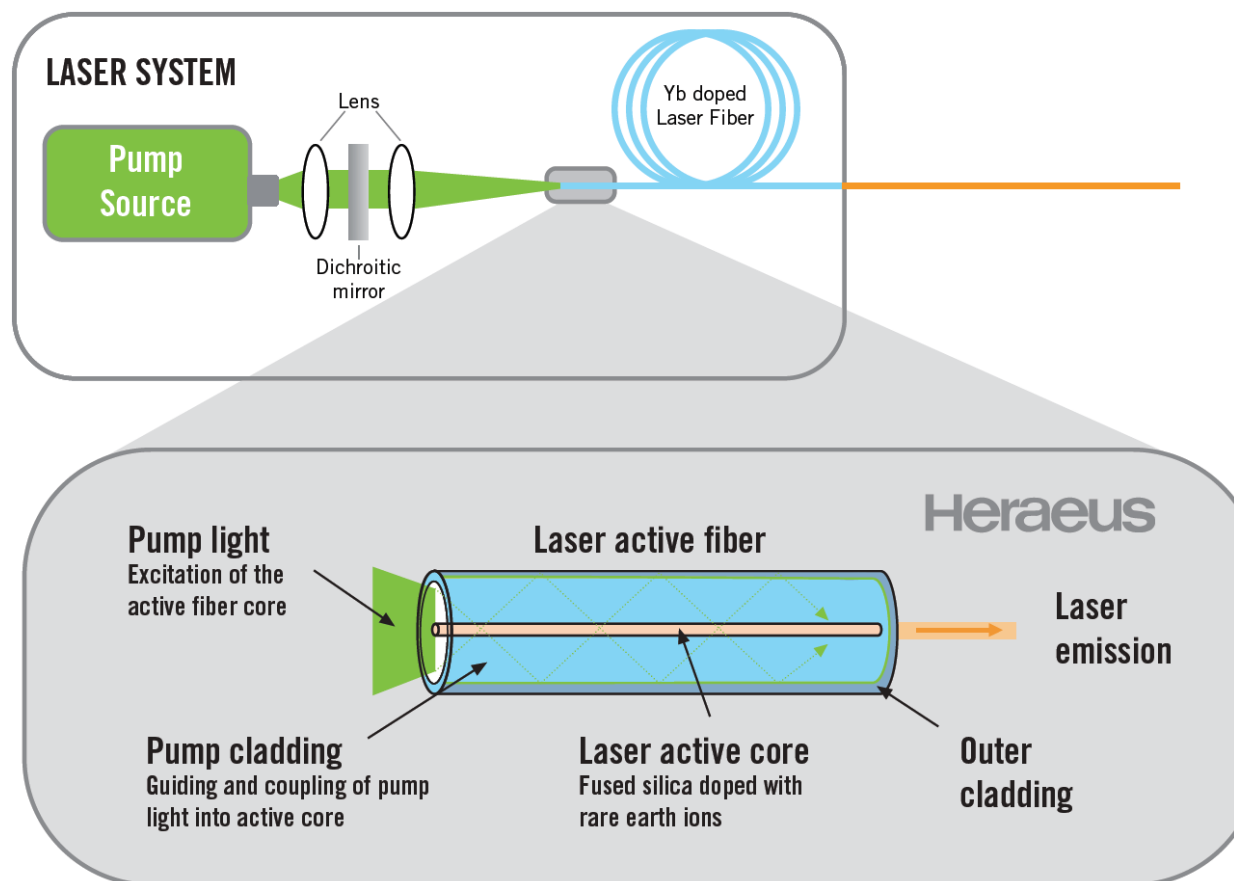 LASER SYSTEM
Lens
Yb doped
Laser Fiber
Pump
Source
Dichroitic
mirror
Heraeus
Pump light
Excitation of the
active fiber core
Laser active fiber
Laser
emission
Pump cladding
Guiding and coupling of pump
light into active core
Laser active core
Fused silica doped with
rare earth ions
Outer
cladding